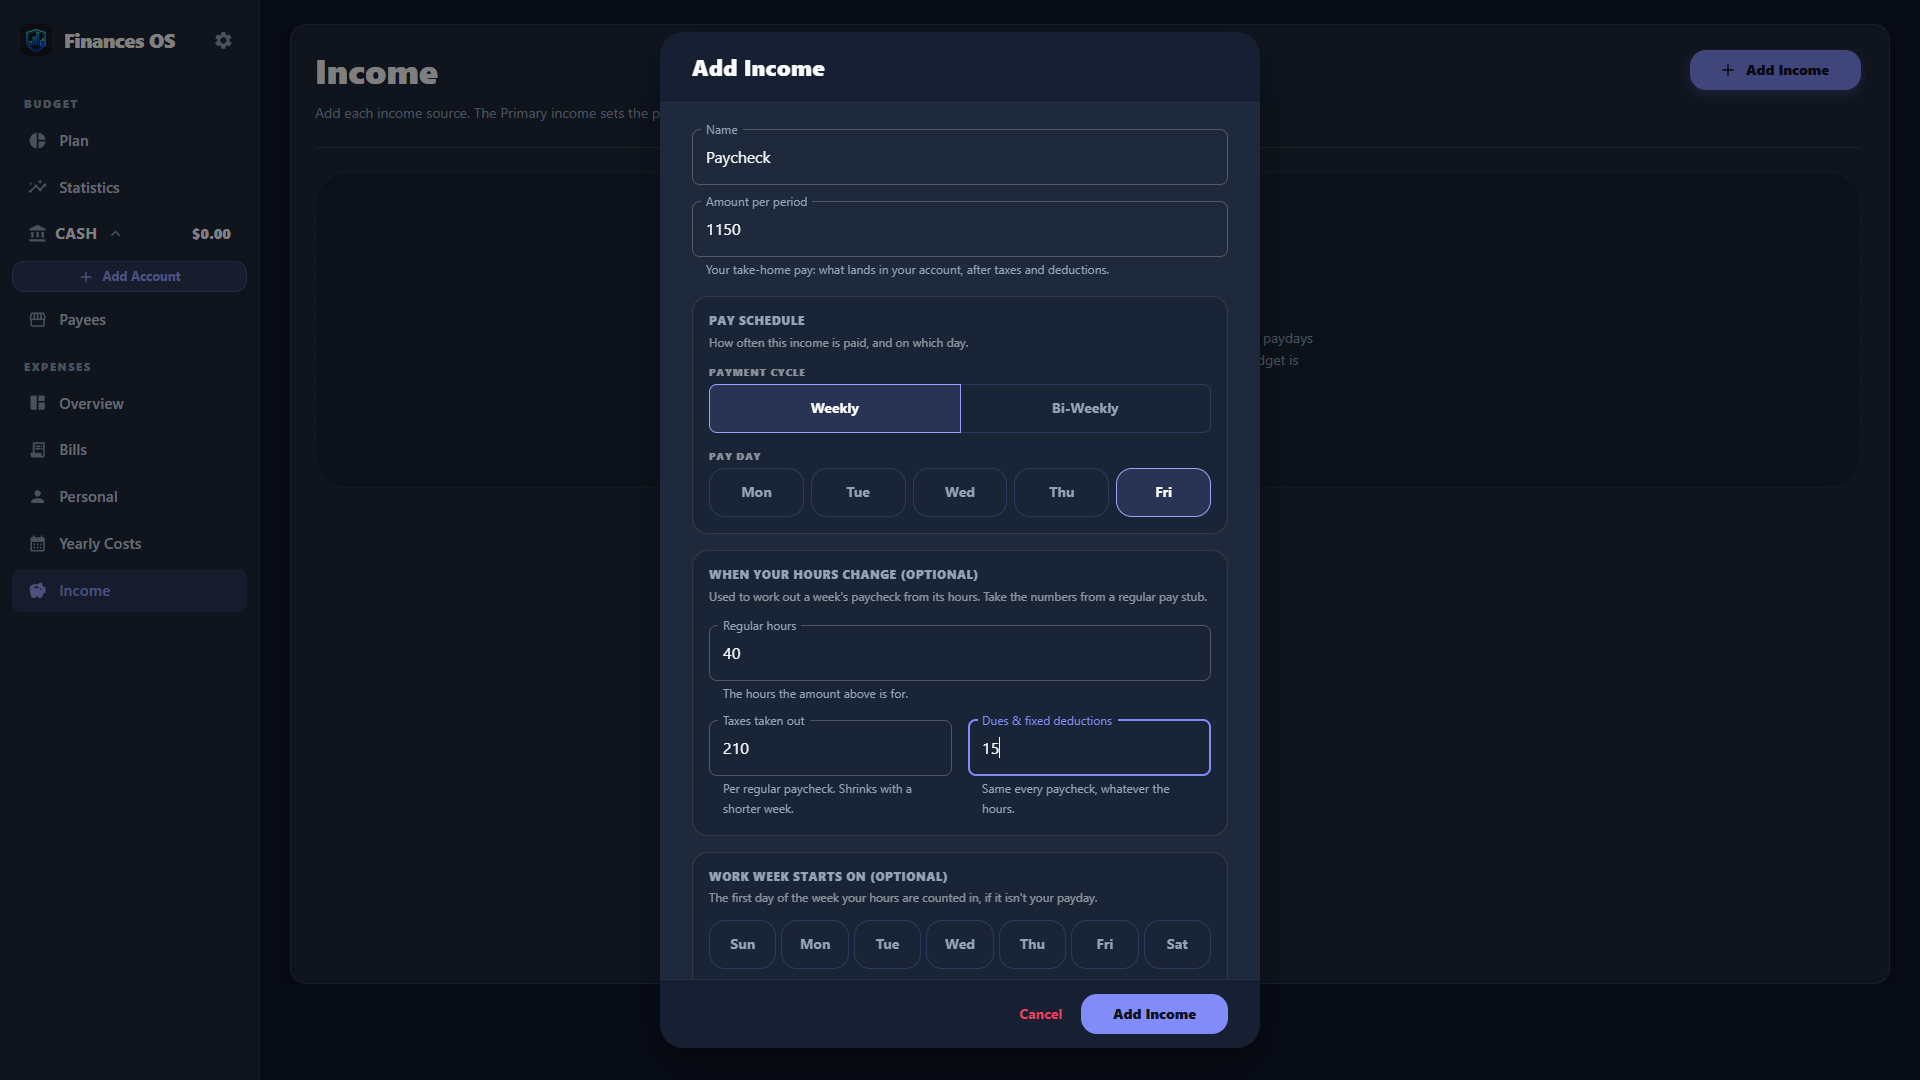 Finances OS
BUDGET
Plan
Statistics
CASH $0.00
+ Add Account
Payees
EXPENSES
Overview
Bills
Personal
Yearly Costs
Income
Income
Add each income source. The Primary income sets the p
+ Add Income
paydays
dget is
Add Income
Name
Paycheck
Amount per period
1150
Your take-home pay: what lands in your account, after taxes and deductions.
PAY SCHEDULE
How often this income is paid, and on which day.
PAYMENT CYCLE
Weekly Bi-Weekly
PAY DAY
Mon Tue Wed Thu Fri
WHEN YOUR HOURS CHANGE (OPTIONAL)
Used to work out a week's paycheck from its hours. Take the numbers from a regular pay stub.
Regular hours
40
The hours the amount above is for.
Taxes taken out
210
Per regular paycheck. Shrinks with a
shorter week.
Dues & fixed deductions
15
Same every paycheck, whatever the
hours.
WORK WEEK STARTS ON (OPTIONAL)
The first day of the week your hours are counted in, if it isn't your payday.
Sun Mon Tue Wed Thu Fri Sat
Cancel Add Income